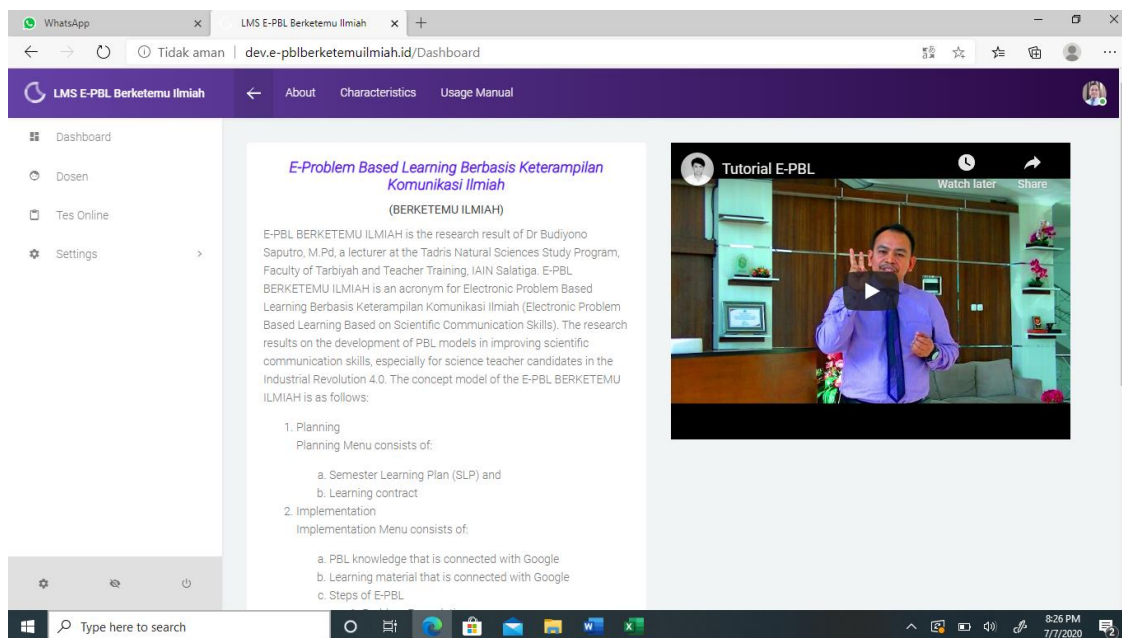 WhatsApp
LMS E-PBL Berketemu Ilmiah
Tidak aman | dev.e-pblberketemuilmiah.id/Dashboard
LMS E-PBL Berketemu Ilmiah
About Characteristics Usage Manual
Dashboard
Dosen
Tes Online
Settings
E-Problem Based Learning Berbasis Keterampilan
Komunikasi Ilmiah
(BERKETEMU ILMIAH)
E-PBL BERKETEMU ILMIAH is the research result of Dr Budiyono
Saputro, M.Pd, a lecturer at the Tadris Natural Sciences Study Program,
Faculty of Tarbiyah and Teacher Training, IAIN Salatiga. E-PBL
BERKETEMU ILMIAH is an acronym for Electronic Problem Based
Learning Berbasis Keterampilan Komunikasi Ilmiah (Electronic Problem
Based Learning Based on Scientific Communication Skills). The research
results on the development of PBL models in improving scientific
communication skills, especially for science teacher candidates in the
Industrial Revolution 4.0. The concept model of the E-PBL BERKETEMU
ILMIAH is as follows:
1. Planning
Planning Menu consists of:
a. Semester Learning Plan (SLP) and
b. Learning contract
2. Implementation
Implementation Menu consists of:
a. PBL knowledge that is connected with Google
b. Learning material that is connected with Google
c. Steps of E-PBL
Tutorial E-PBL
Watch later Share
Type here to search
8:26 PM
7/7/2020
2